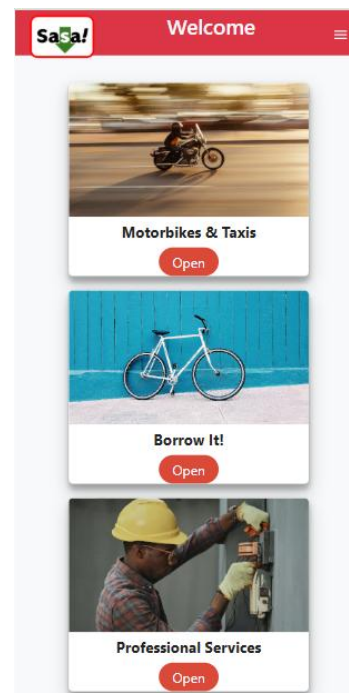 Sasa!
Welcome
Motorbikes & Taxis
Open
Borrow It!
Open
Professional Services
Open